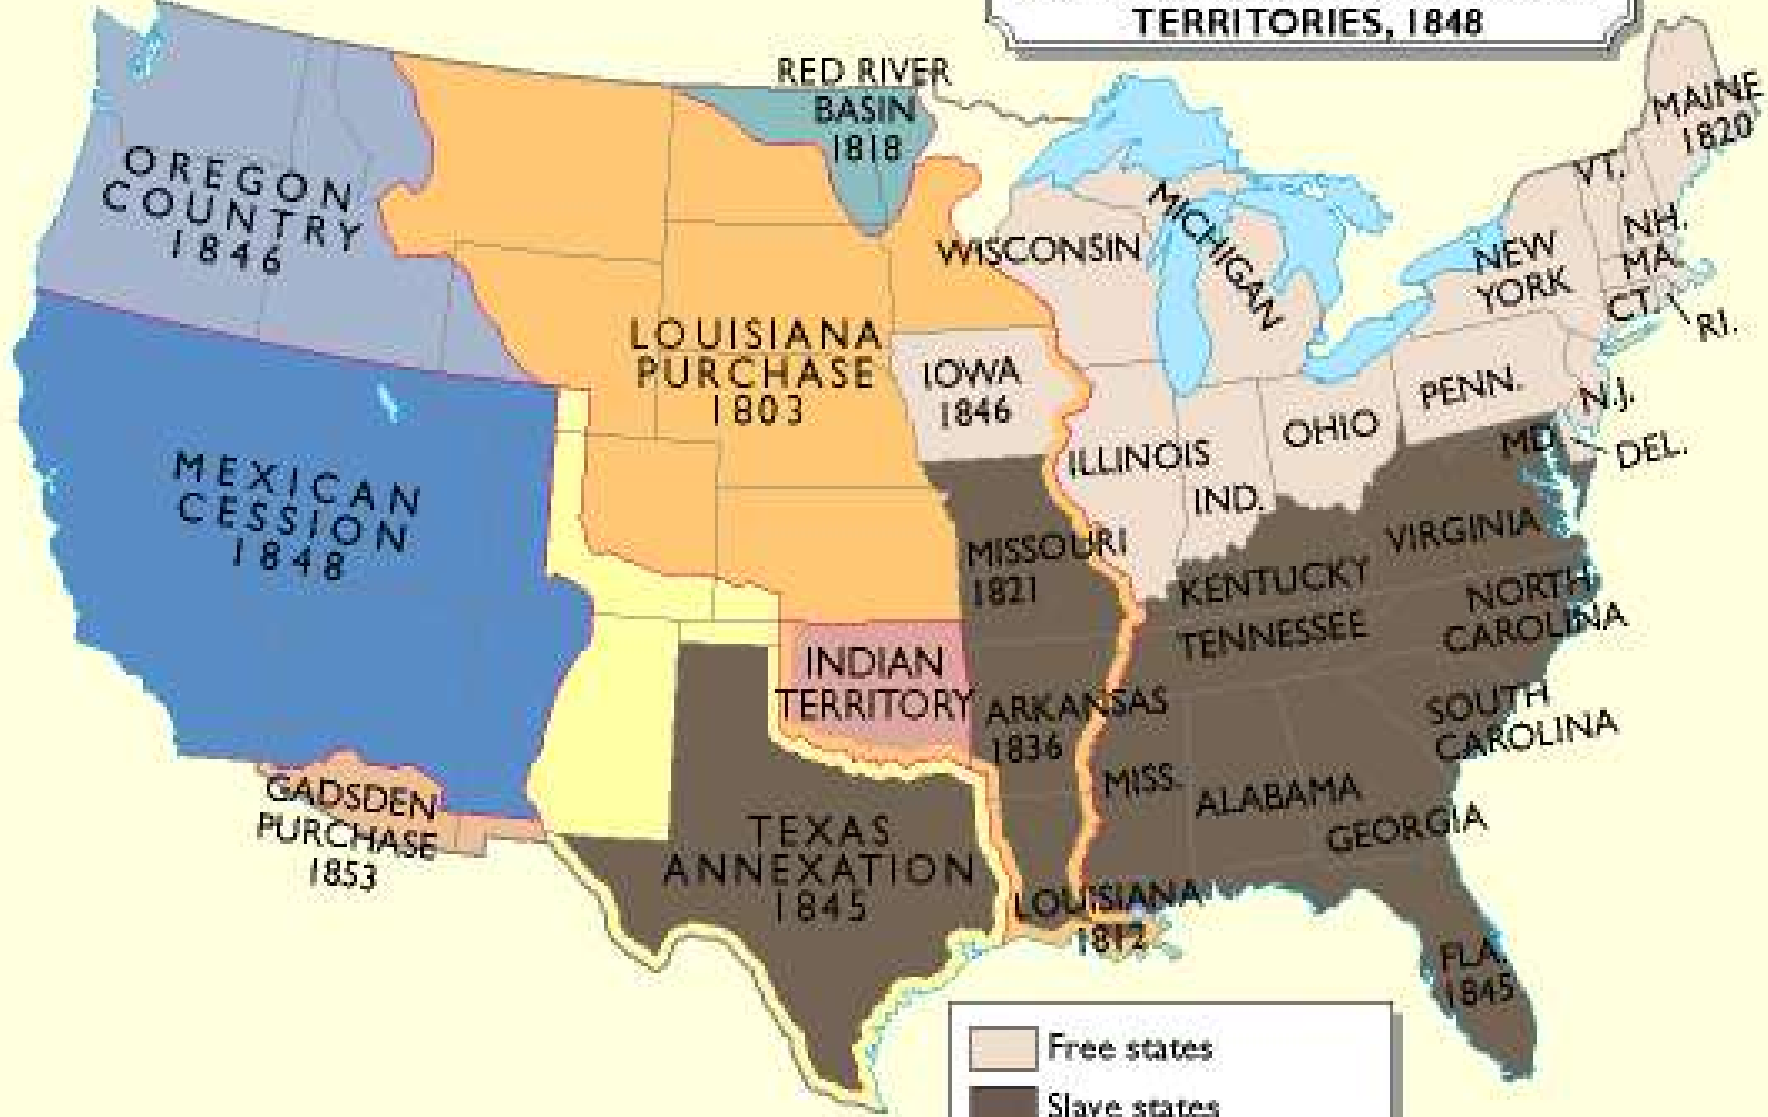 TERRITORIES, 1848
RED RIVER
BASIN
1818
MAINE
1820
OREGON
COUNTRY
1846
VT.
NH.
MA.
CT.
RI.
NEW
YORK
WISCONSIN
MICHIGAN
LOUISIANA
PURCHASE
1803
IOWA
1846
PENN.
N.J.
OHIO
MD.
DEL.
ILLINOIS
IND.
MEXICAN
CESSION
1848
MISSOURI
1821
VIRGINIA
KENTUCKY
NORTH
CAROLINA
TENNESSEE
INDIAN
TERRITORY
ARKANSAS
1836
SOUTH
CAROLINA
MISS.
ALABAMA
GEORGIA
GADSDEN
PURCHASE
1853
TEXAS
ANNEXATION
1845
LOUISIANA
1812
FLA.
1845
Free states
Slave states